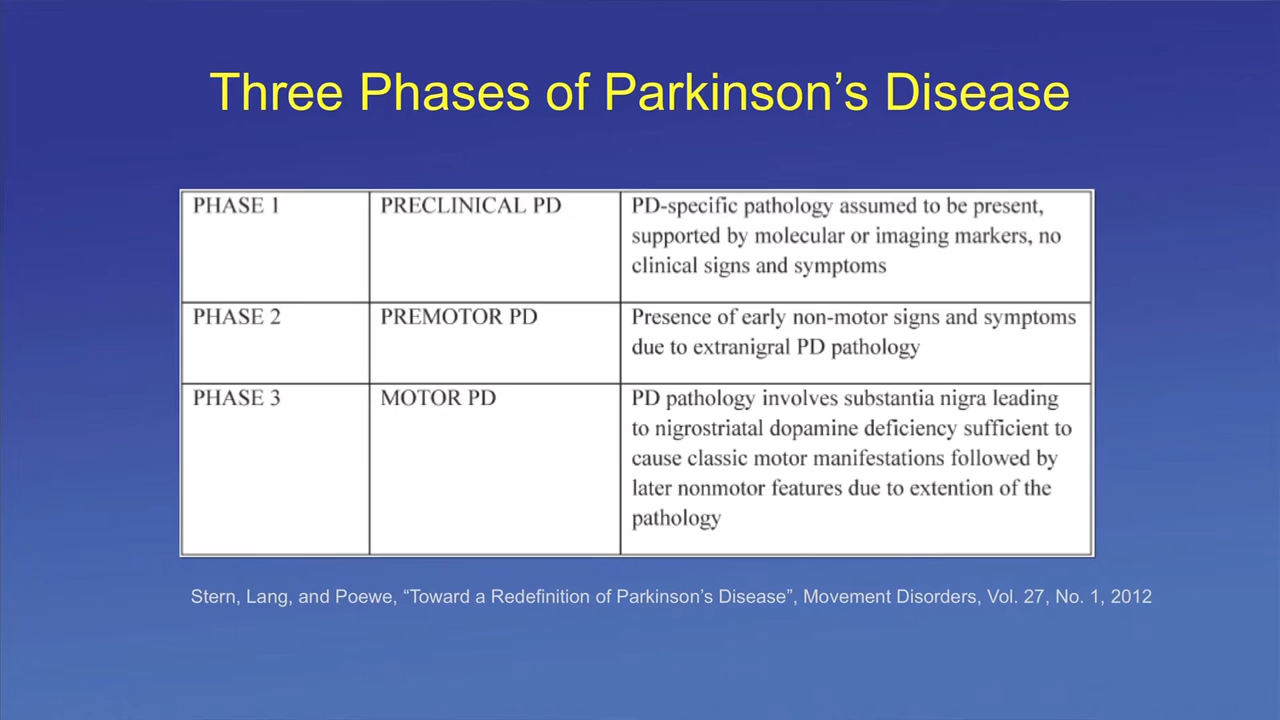 Three Phases of Parkinson’s Disease
PHASE 1
PRECLINICAL PD
PD-specific pathology assumed to be present,
supported by molecular or imaging markers, no
clinical signs and symptoms
PHASE 2
PREMOTOR PD
Presence of early non-motor signs and symptoms
due to extranigral PD pathology
PHASE 3
MOTOR PD
PD pathology involves substantia nigra leading
to nigrostriatal dopamine deficiency sufficient to
cause classic motor manifestations followed by
later nonmotor features due to extention of the
pathology
Stern, Lang, and Poewe, “Toward a Redefinition of Parkinson’s Disease”, Movement Disorders, Vol. 27, No. 1, 2012